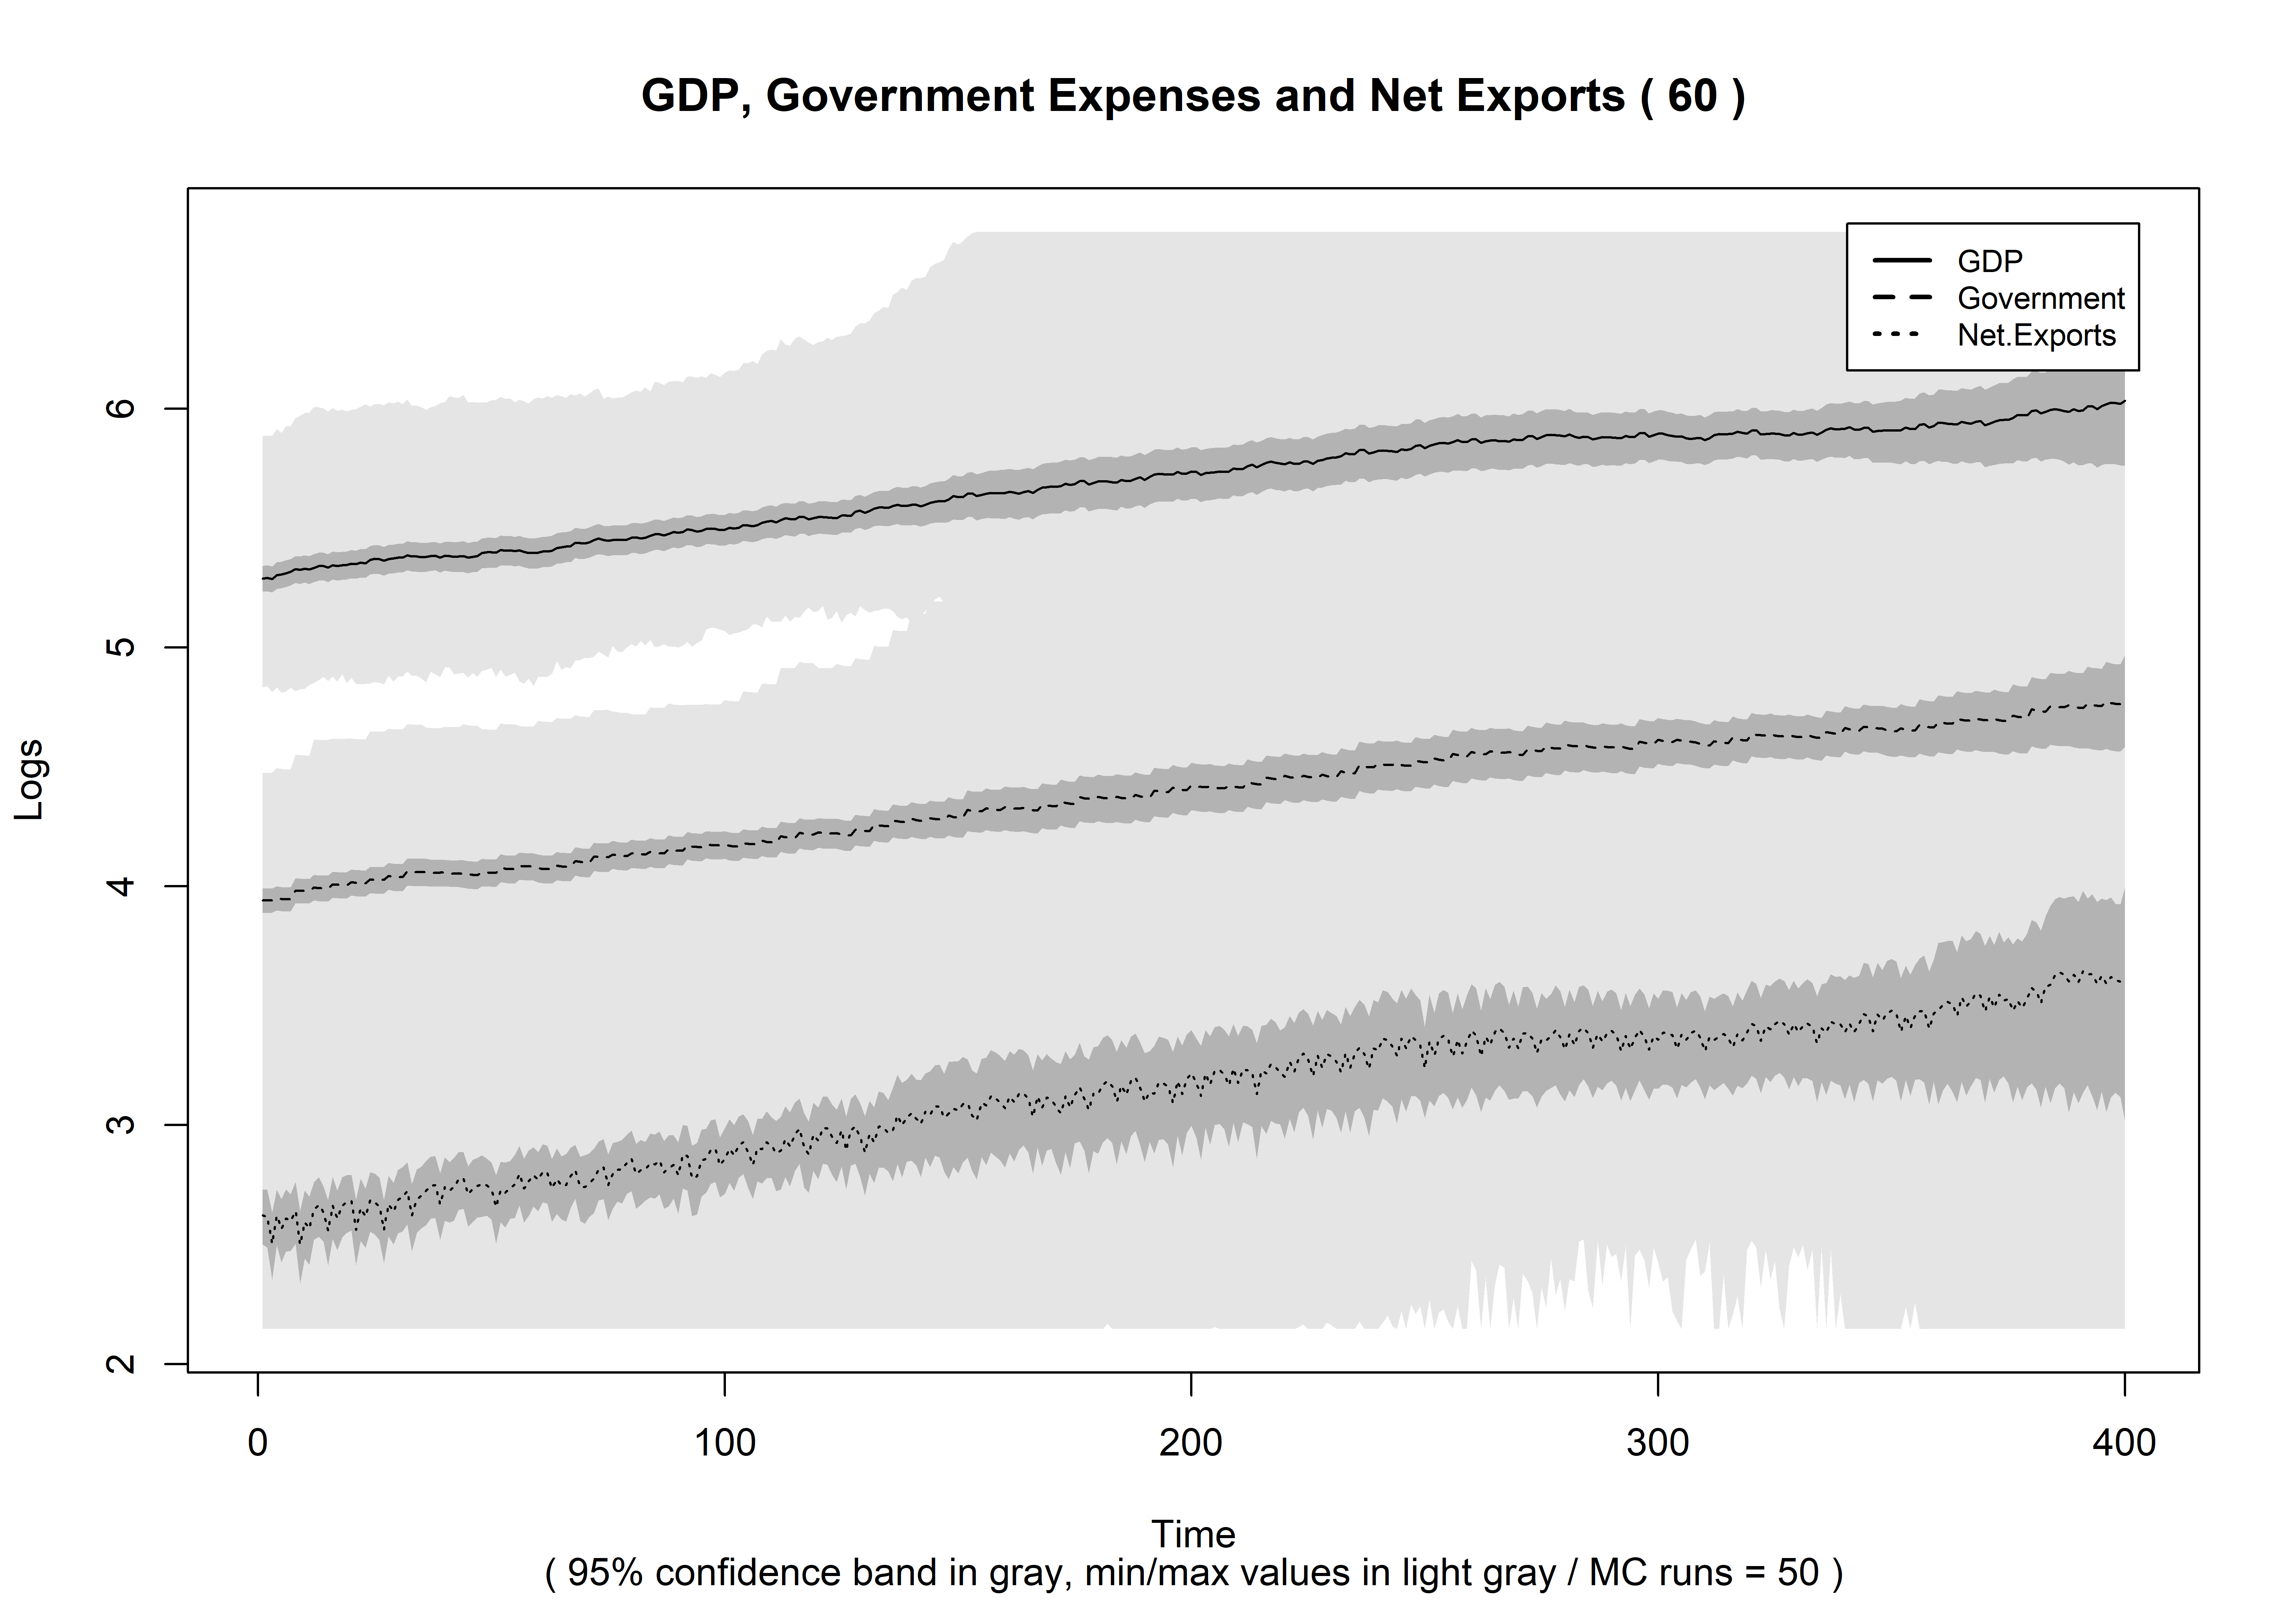 GDP, Government Expenses and Net Exports ( 60 )
GDP
Government
Net.Exports
Logs
6
5
4
3
2
0 100 200 300 400
Time
( 95% confidence band in gray, min/max values in light gray / MC runs = 50 )